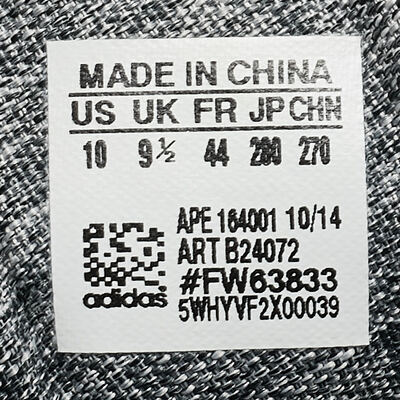 MADE IN CHINA
US UK FR JP CHN
10 9½ 44 280 270
APE 164001 10/14
ART B24072
#FW63833
adidas
5WHYVF2X00039